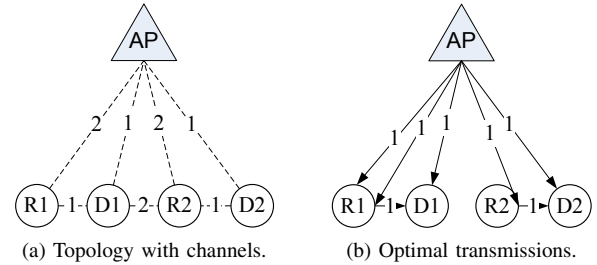 AP
AP
2 1 2 1
1 1 1 1 1
R1 1 D1 2 R2 1 D2
R1 1 D1 R2 1 D2
(a) Topology with channels.
(b) Optimal transmissions.